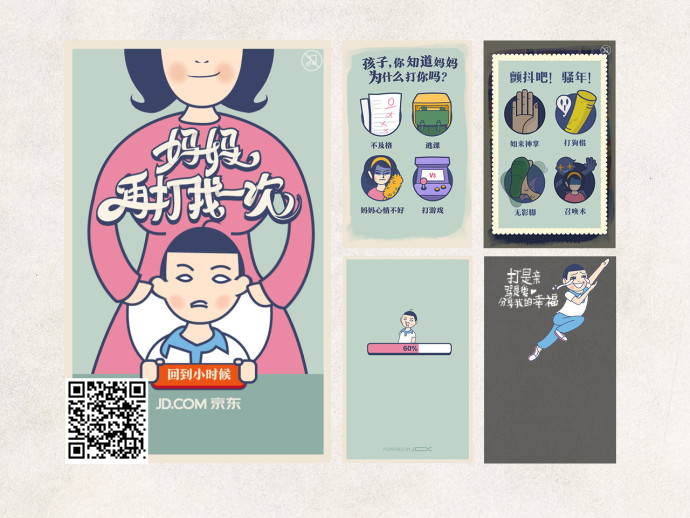 妈妈
再打我一次
回到小时候
JD.COM 京东
孩子,你知道妈妈
为什么打你吗?
不及格
逃课
妈妈心情不好
VS
打游戏
颤抖吧!骚年!
如来神掌
打狗棍
无影脚
召唤术
60%
POWERED BY
打是亲
骂是爱
分享我的幸福